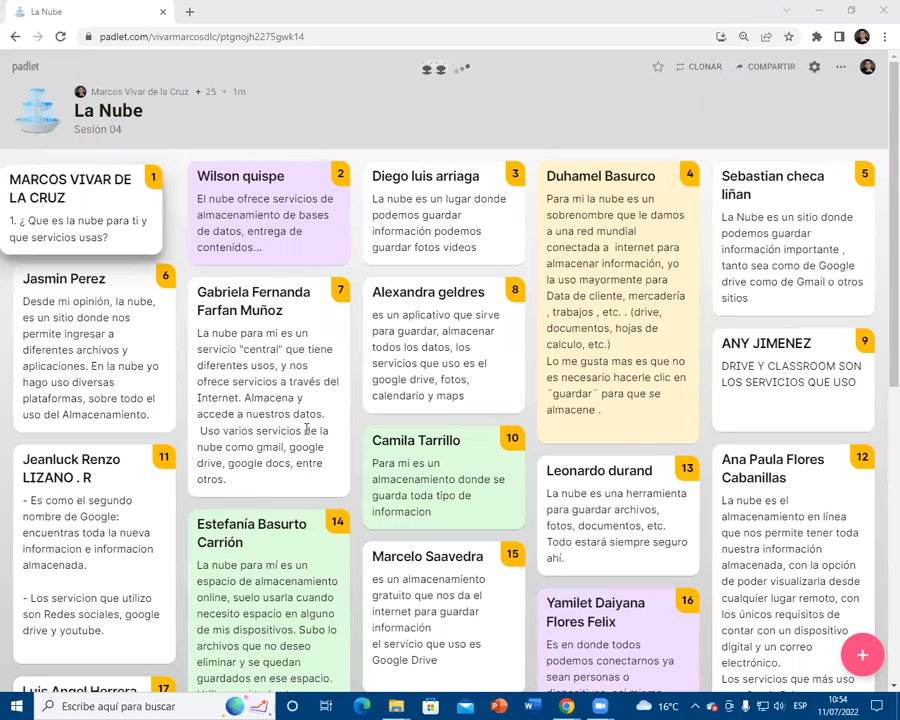 La Nube
padlet.com/vivarmarcosdlc/ptgnojh2275gwk14
padlet
CLONAR
COMPARTIR
Marcos Vivar de la Cruz + 25 • 1m
La Nube
Sesión 04
MARCOS VIVAR DE
LA CRUZ
1
1. ¿ Que es la nube para ti y
que servicios usas?
Wilson quispe
2
El nube ofrece servicios de
almacenamiento de bases
de datos, entrega de
contenidos...
Diego luis arriaga
3
La nube es un lugar donde
podemos guardar
información podemos
guardar fotos videos
Duhamel Basurco
4
Para mi la nube es un
sobrenombre que le damos
a una red mundial
conectada a internet para
almacenar información, yo
la uso mayormente para
Data de cliente, mercadería
, trabajos , etc. . (drive,
documentos, hojas de
calculo, etc.)
Lo me gusta mas es que no
es necesario hacerle clic en
¨guardar¨ para que se
almacene .
Sebastian checa
liñan
5
La Nube es un sitio donde
podemos guardar
información importante ,
tanto sea como de Google
drive como de Gmail o otros
sitios
Jasmin Perez
6
Desde mi opinión, la nube,
es un sitio donde nos
permite ingresar a
diferentes archivos y
aplicaciones. En la nube yo
hago uso diversas
plataformas, sobre todo el
uso del Almacenamiento.
Gabriela Fernanda
Farfan Muñoz
7
La nube para mi es un
servicio "central" que tiene
diferentes usos, y nos
ofrece servicios a través del
Internet. Almacena y
accede a nuestros datos.
Uso varios servicios de la
nube como gmail, google
drive, google docs, entre
otros.
Alexandra geldres
8
es un aplicativo que sirve
para guardar, almacenar
todos los datos, los
servicios que uso es el
google drive, fotos,
calendario y maps
ANY JIMENEZ
9
DRIVE Y CLASSROOM SON
LOS SERVICIOS QUE USO
Camila Tarrillo
10
Para mi es un
almacenamiento donde se
guarda toda tipo de
informacion
Jeanluck Renzo
LIZANO . R
11
- Es como el segundo
nombre de Google:
encuentras toda la nueva
informacion e informacion
almacenada.
- Los servicion que utilizo
son Redes sociales, google
drive y youtube.
Ana Paula Flores
Cabanillas
12
La nube es el
almacenamiento en línea
que nos permite tener toda
nuestra información
almacenada, con la opción
de poder visualizarla desde
cualquier lugar remoto, con
los únicos requisitos de
contar con un dispositivo
digital y un correo
electrónico.
Los servicios que más uso
Leonardo durand
13
La nube es una herramienta
para guardar archivos,
fotos, documentos, etc.
Todo estará siempre seguro
ahí.
Estefanía Basurto
Carrión
14
La nube para mí es un
espacio de almacenamiento
online, suelo usarla cuando
necesito espacio en alguno
de mis dispositivos. Subo lo
archivos que no deseo
eliminar y se quedan
guardados en ese espacio.
Marcelo Saavedra
15
es un almacenamiento
gratuito que nos da el
internet para guardar
información
el servicio que uso es
Google Drive
Yamilet Daiyana
Flores Felix
16
Es en donde todos
podemos conectarnos ya
sean personas o
Luis Angel Herrera
17
Escribe aquí para buscar
16°C
ESP
10:54
11/07/2022